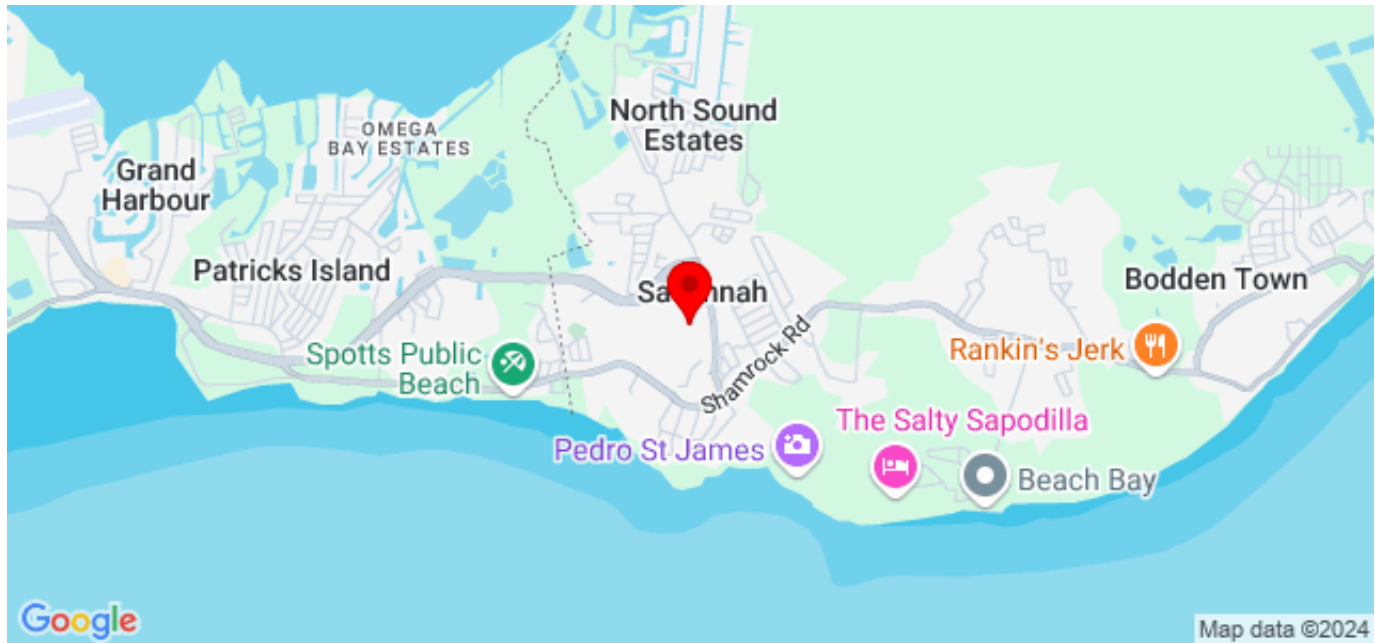 OMEGA
BAY ESTATES
North Sound
Estates
Grand
Harbour
Patricks Island
Savannah
Bodden Town
Spotts Public
Beach
Shamrock Rd
Rankin's Jerk
The Salty Sapodilla
Pedro St James
Beach Bay
Google
Map data ©2024